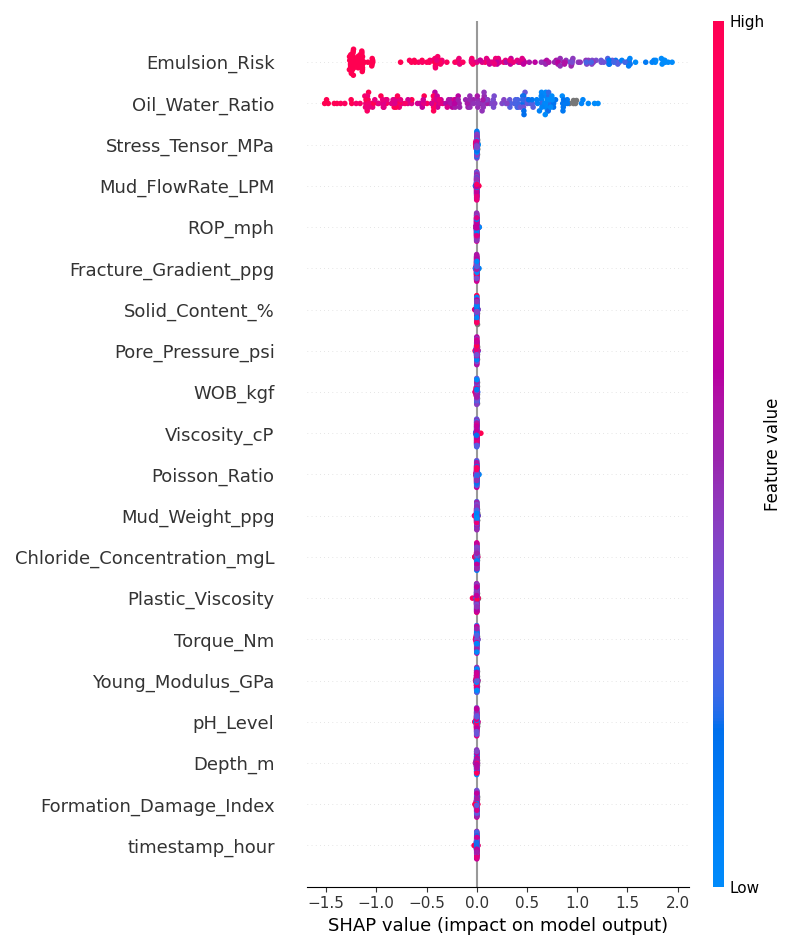 High
Emulsion_Risk
Oil_Water_Ratio
Stress_Tensor_MPa
Mud_FlowRate_LPM
ROP_mph
Fracture_Gradient_ppg
Solid_Content_%
Pore_Pressure_psi
WOB_kgf
Viscosity_cP
Poisson_Ratio
Mud_Weight_ppg
Chloride_Concentration_mgL
Plastic_Viscosity
Torque_Nm
Young_Modulus_GPa
pH_Level
Depth_m
Formation_Damage_Index
timestamp_hour
Feature value
Low
−1.5 −1.0 −0.5 0.0 0.5 1.0 1.5 2.0
SHAP value (impact on model output)